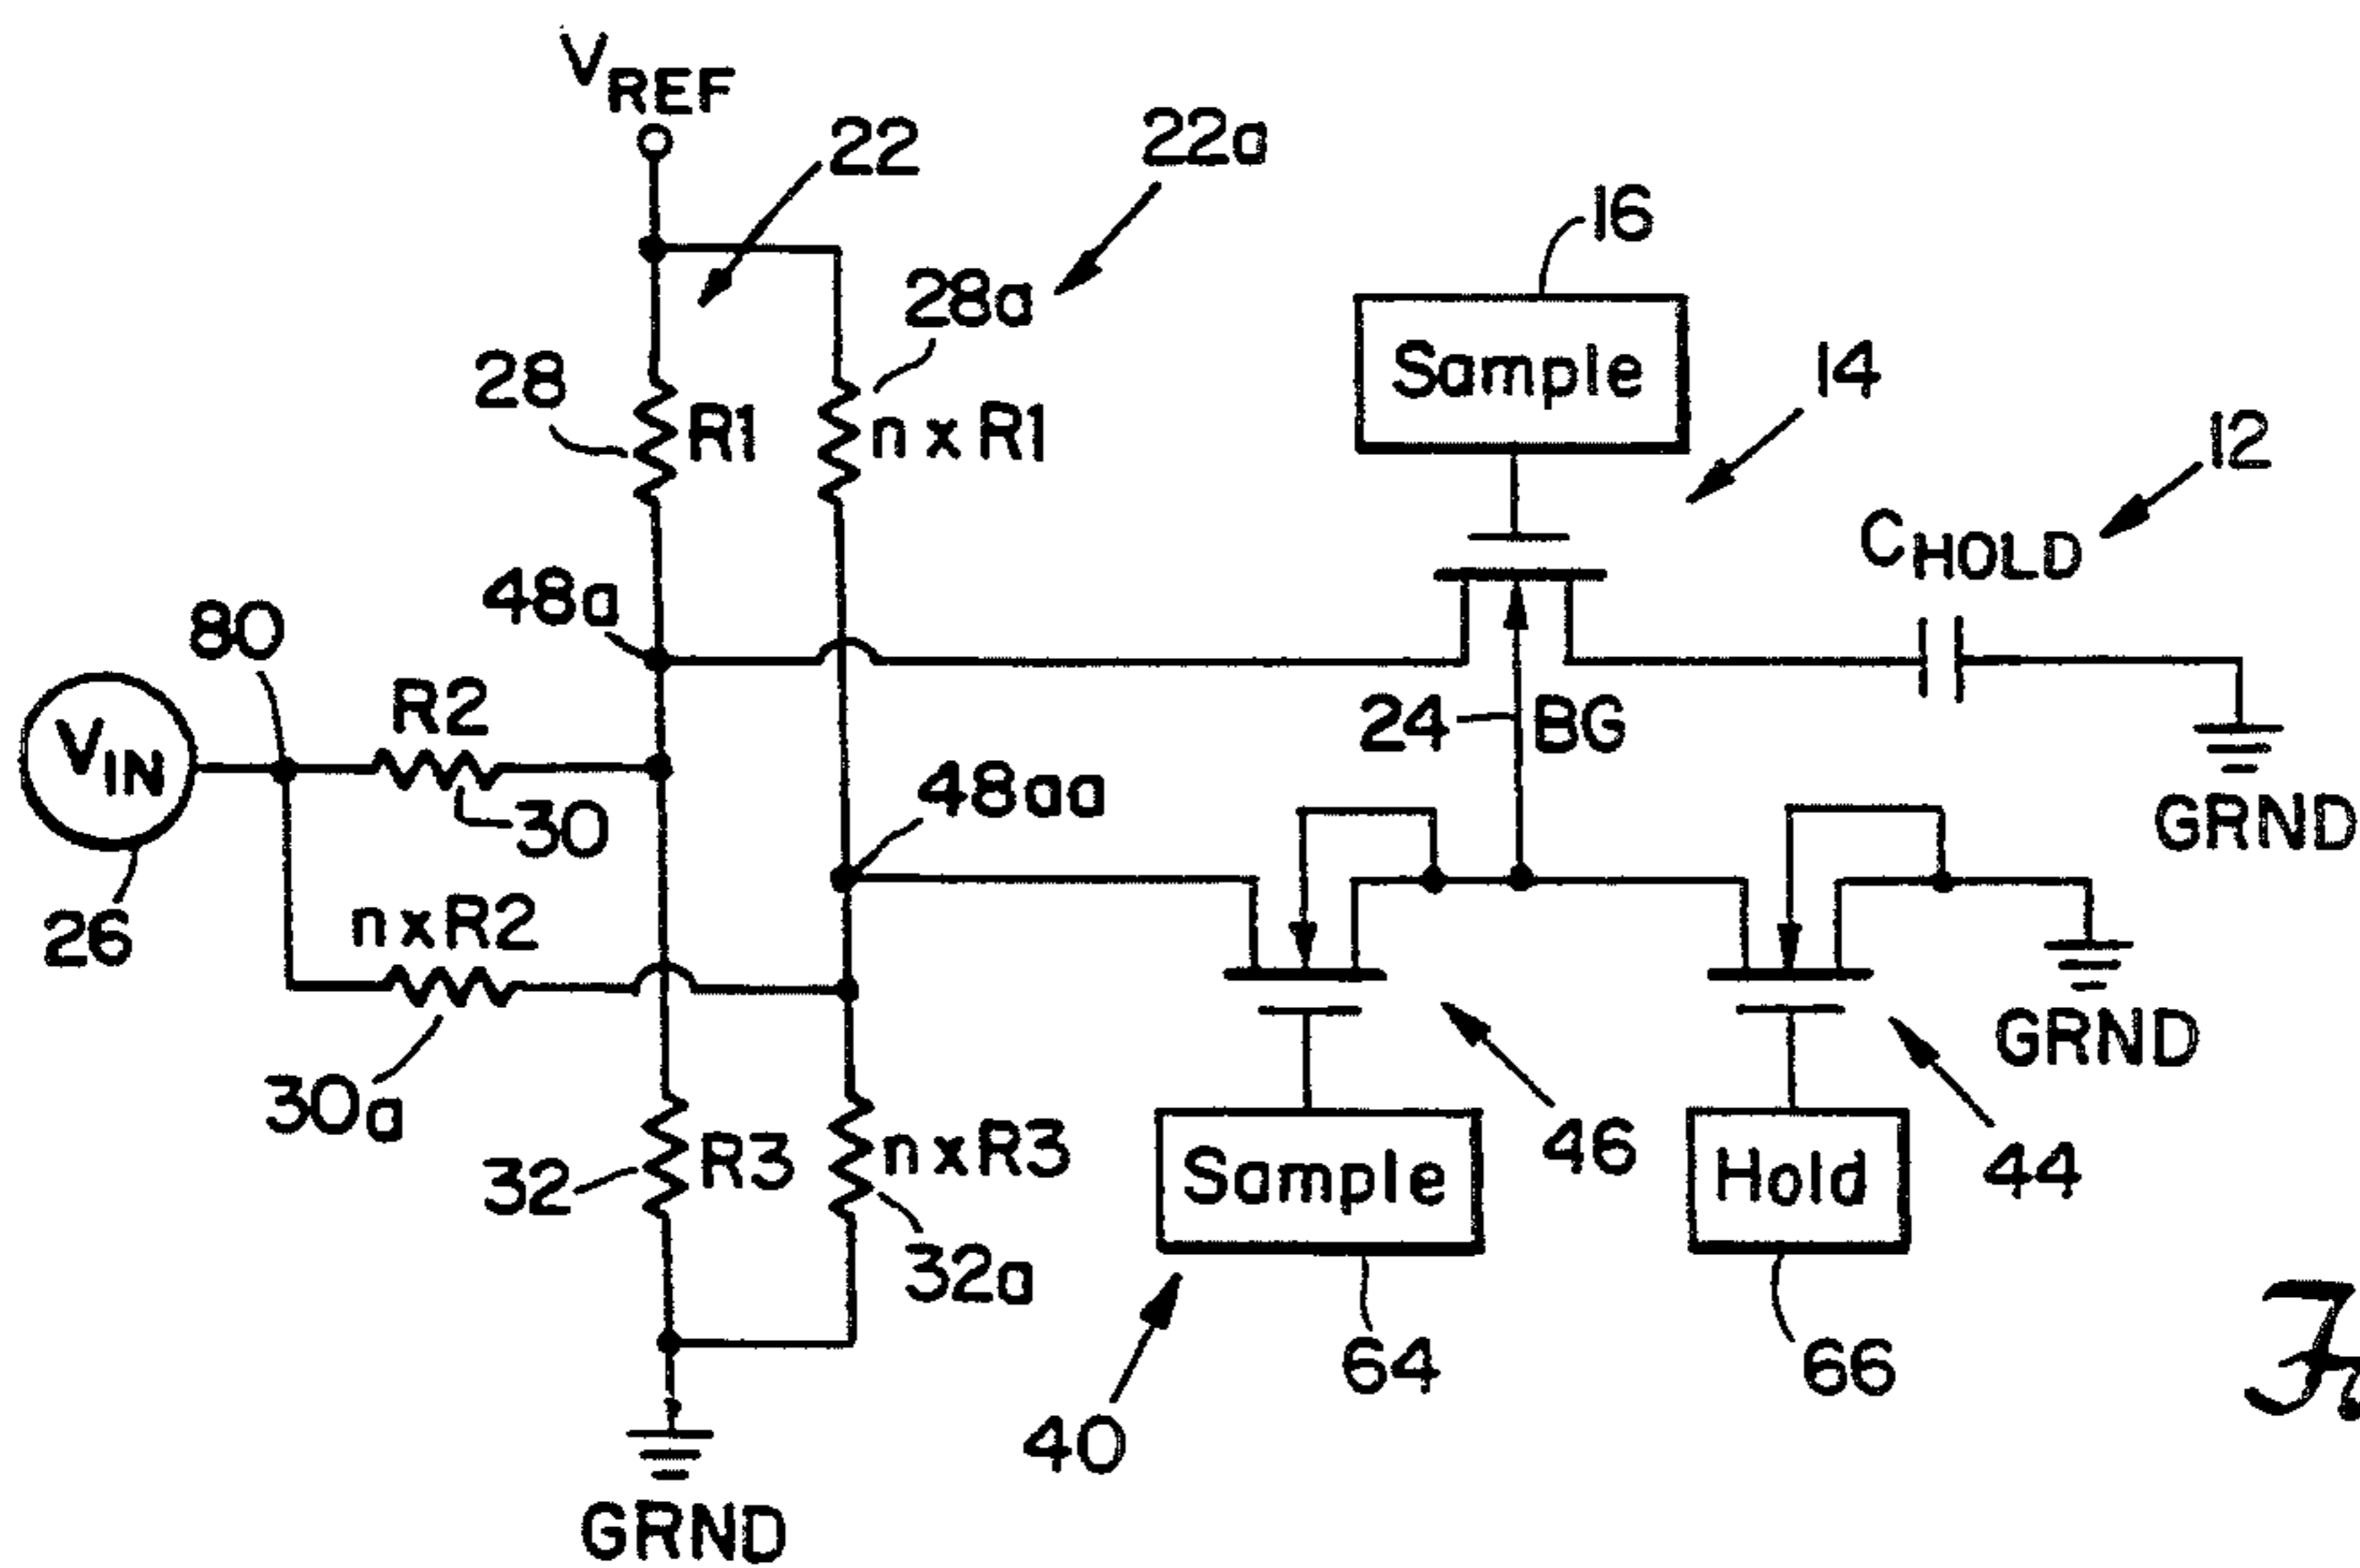 VREF
22
22a
16
28a
Sample
14
28
R1
n x R1
12
CHOLD
48a
80
R2
VIN
24
BG
30
48aa
GRND
26
n x R2
GRND
30a
R3
n x R3
46
44
32
Sample
Hold
32a
64
66
40
GRND